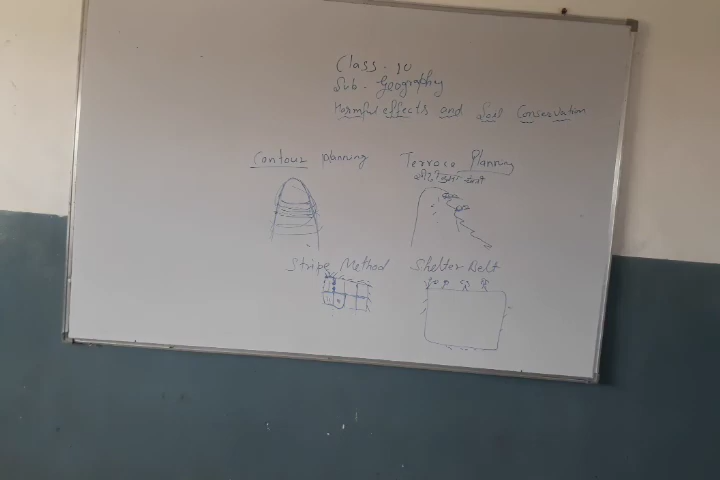 Class - 10
Sub - Geography
Harmful effects and Soil Conservation
Contour planning
Terrace Planning
सीढ़ीनुमा खेती
Stripe Method
Shelter Belt